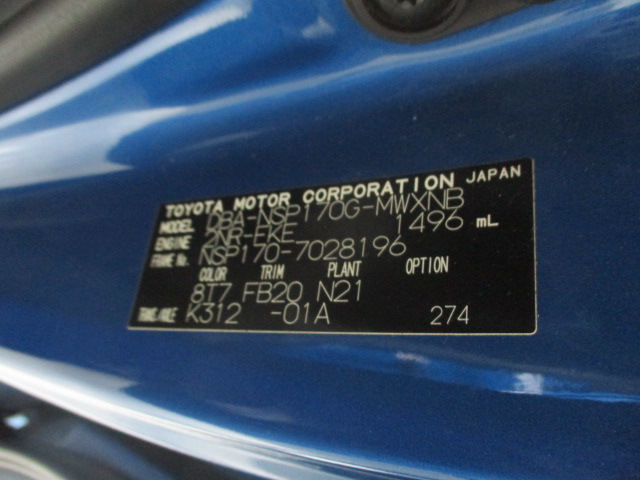 TOYOTA MOTOR CORPORATION JAPAN
MODEL DBA-NSP170G-MWXNB
ENGINE 2NR-FKE 1496 mL
FRAME No. NSP170-7028196
COLOR TRIM PLANT OPTION
8T7 FB20 N21
TRANS/AXLE K312 -01A 274